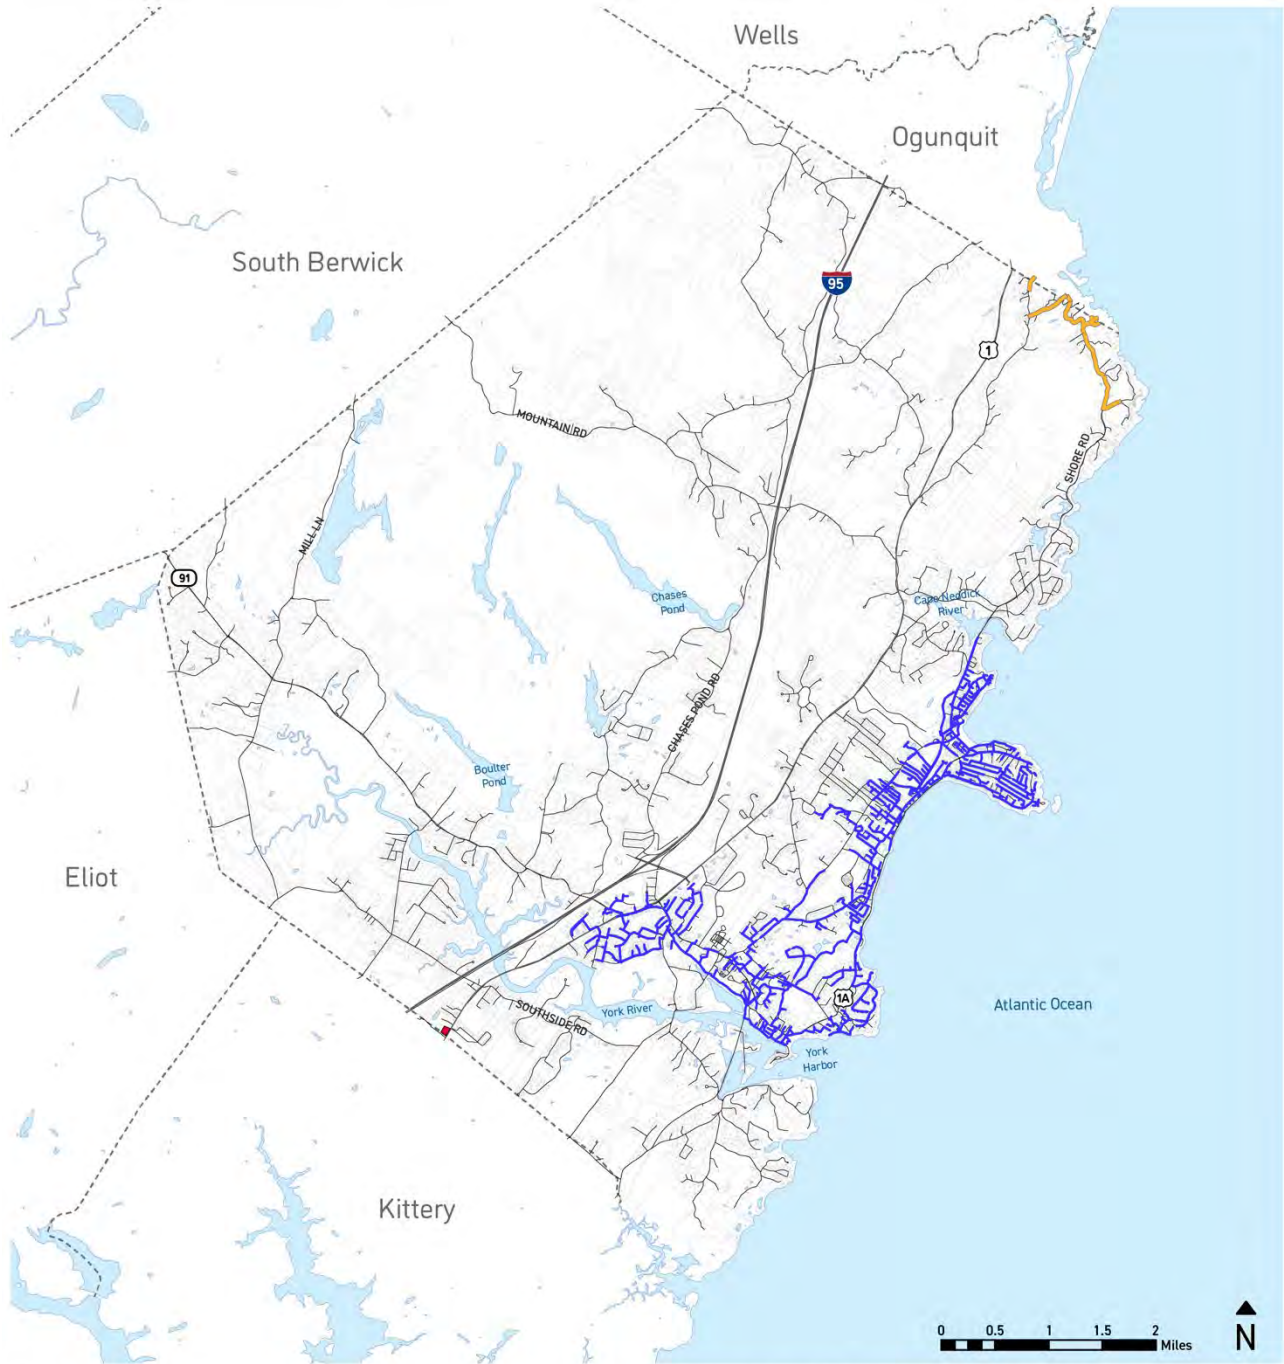 Wells
Ogunquit
South Berwick
95
1
MOUNTAIN RD
SHORE RD
MILL LN
91
Chases
Pond
Cape Neddick
River
CHASES POND RD
Boulter
Pond
Eliot
1A
Atlantic Ocean
SOUTHSIDE RD
York River
York
Harbor
Kittery
0 0.5 1 1.5 2
Miles
N